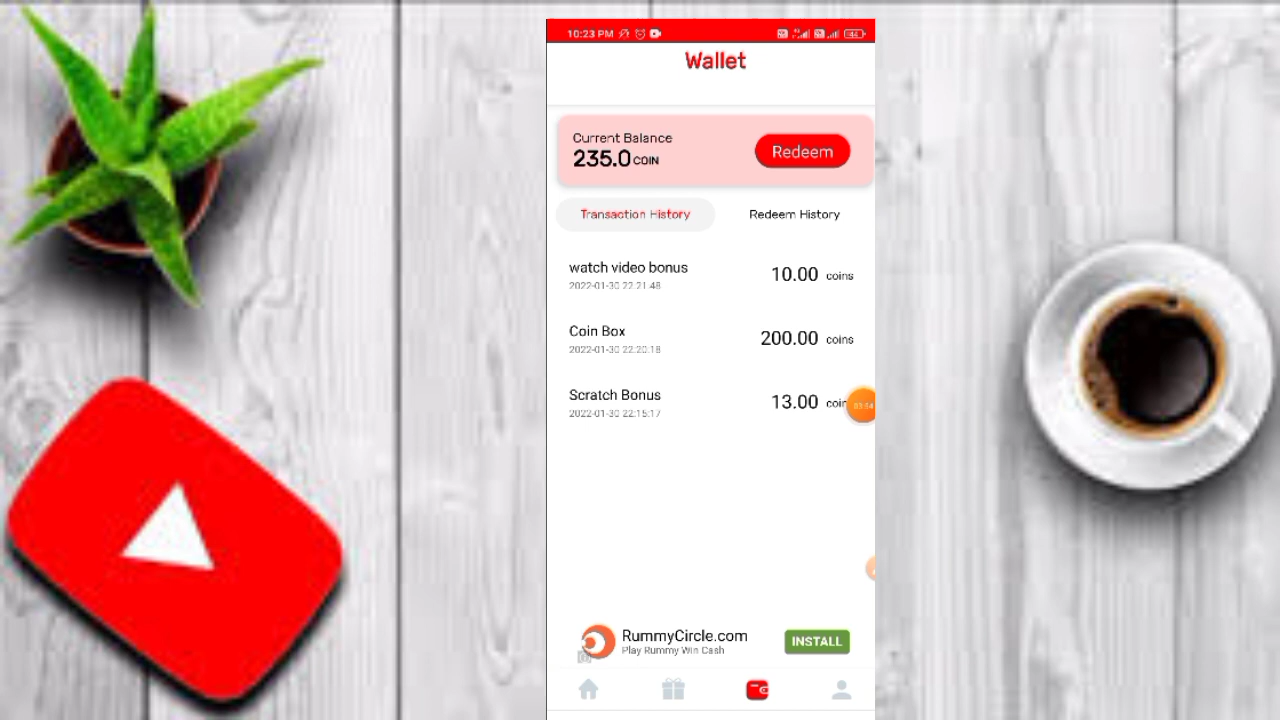 10:23 PM
Wallet
Current Balance
235.0 COIN
Redeem
Transaction History
Redeem History
watch video bonus
10.00 coins
2022-01-30 22:21:48
Coin Box
200.00 coins
2022-01-30 22:20:18
Scratch Bonus
13.00 coin
2022-01-30 22:15:17
RummyCircle.com
Play Rummy Win Cash
INSTALL